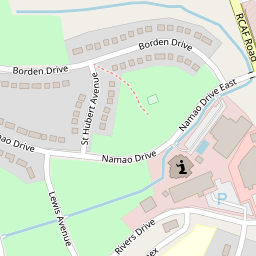 RCAF Road
Borden Drive
Borden Drive
St Hubert Avenue
Namao Drive East
Namao Drive
Namao Drive
Lewis Avenue
Rivers Drive
P